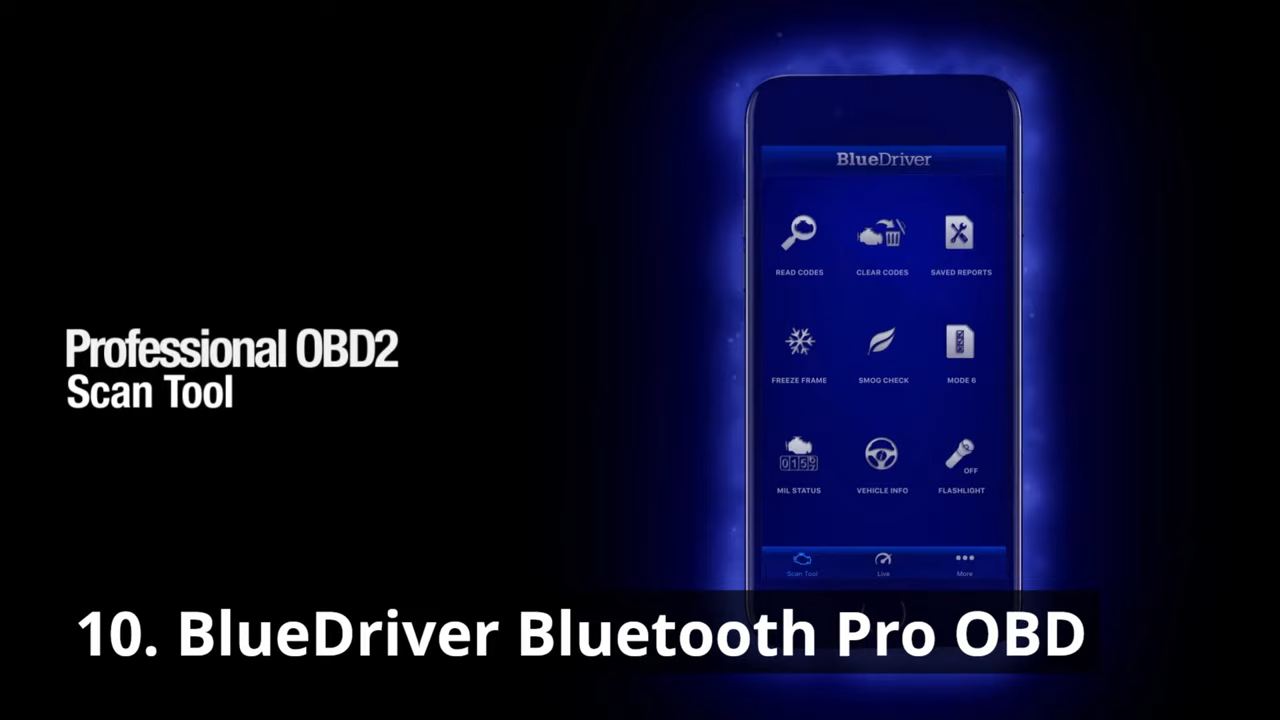 BlueDriver
READ CODES
CLEAR CODES
SAVED REPORTS
Professional OBD2
Scan Tool
FREEZE FRAME
SMOG CHECK
MODE 6
OFF
MIL STATUS
VEHICLE INFO
FLASHLIGHT
Scan Tool
Live
More
10. BlueDriver Bluetooth Pro OBD